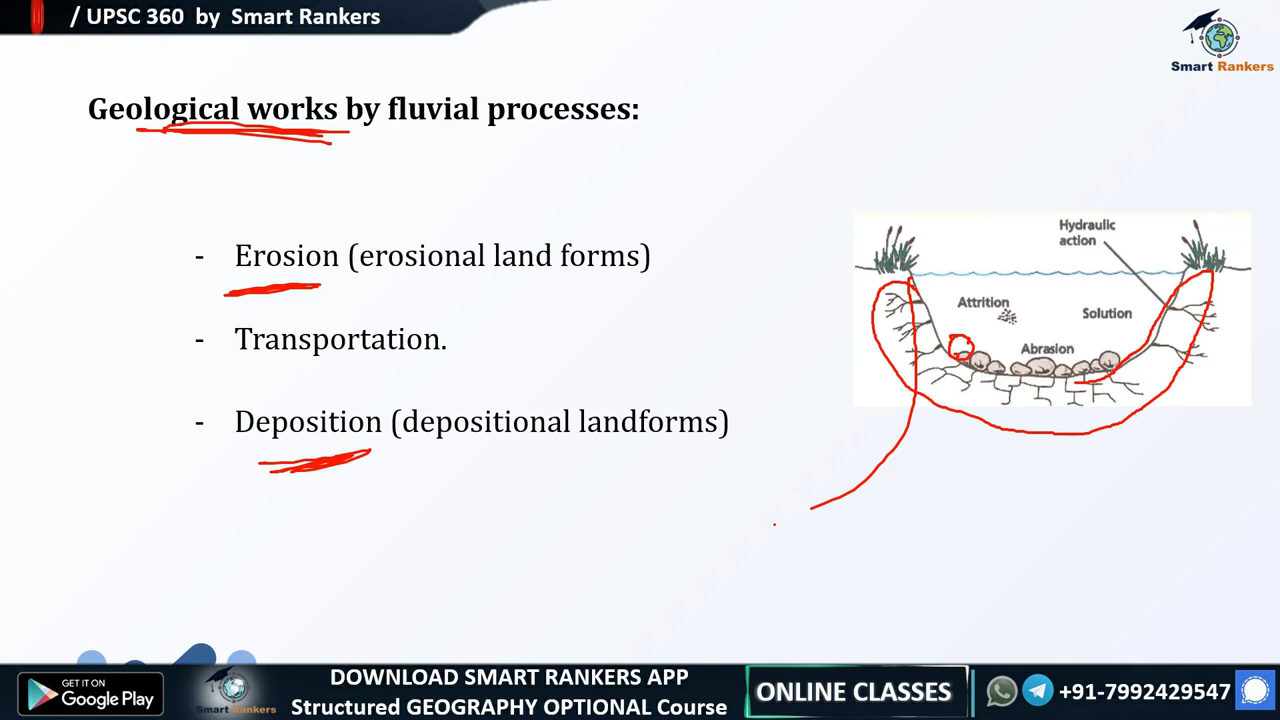 / UPSC 360 by Smart Rankers
Smart Rankers
Geological works by fluvial processes:
- Erosion (erosional land forms)
- Transportation.
- Deposition (depositional landforms)
Hydraulic
action
Attrition
Solution
Abrasion
GET IT ON
Google Play
Smart Rankers
DOWNLOAD SMART RANKERS APP
Structured GEOGRAPHY OPTIONAL Course
ONLINE CLASSES
+91-7992429547